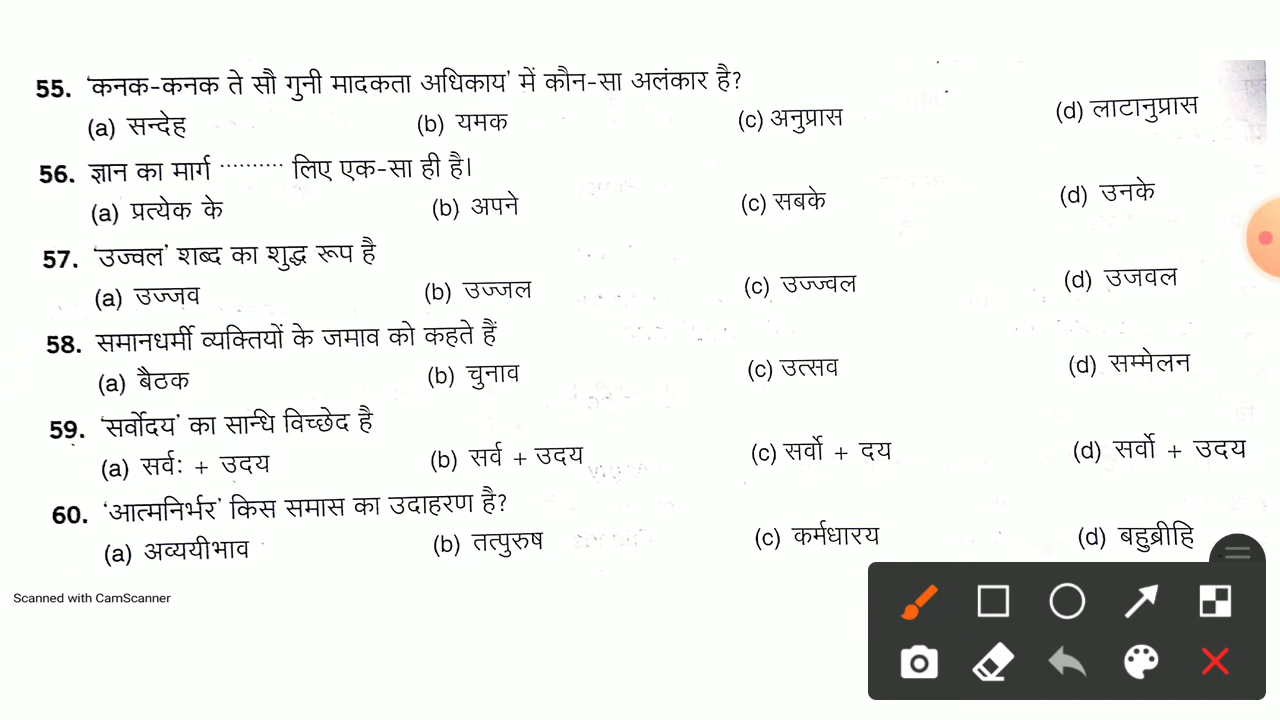 55. 'कनक-कनक ते सौ गुनी मादकता अधिकाय' में कौन-सा अलंकार है?
(a) सन्देह (b) यमक (c) अनुप्रास (d) लाटानुप्रास
56. ज्ञान का मार्ग .......... लिए एक-सा ही है।
(a) प्रत्येक के (b) अपने (c) सबके (d) उनके
57. 'उज्वल' शब्द का शुद्ध रूप है
(a) उज्जव (b) उज्जल (c) उज्ज्वल (d) उजवल
58. समानधर्मी व्यक्तियों के जमाव को कहते हैं
(a) बैठक (b) चुनाव (c) उत्सव (d) सम्मेलन
59. 'सर्वोदय' का सान्धि विच्छेद है
(a) सर्वः + उदय (b) सर्व + उदय (c) सर्वो + दय (d) सर्वो + उदय
60. 'आत्मनिर्भर' किस समास का उदाहरण है?
(a) अव्ययीभाव (b) तत्पुरुष (c) कर्मधारय (d) बहुब्रीहि
Scanned with CamScanner